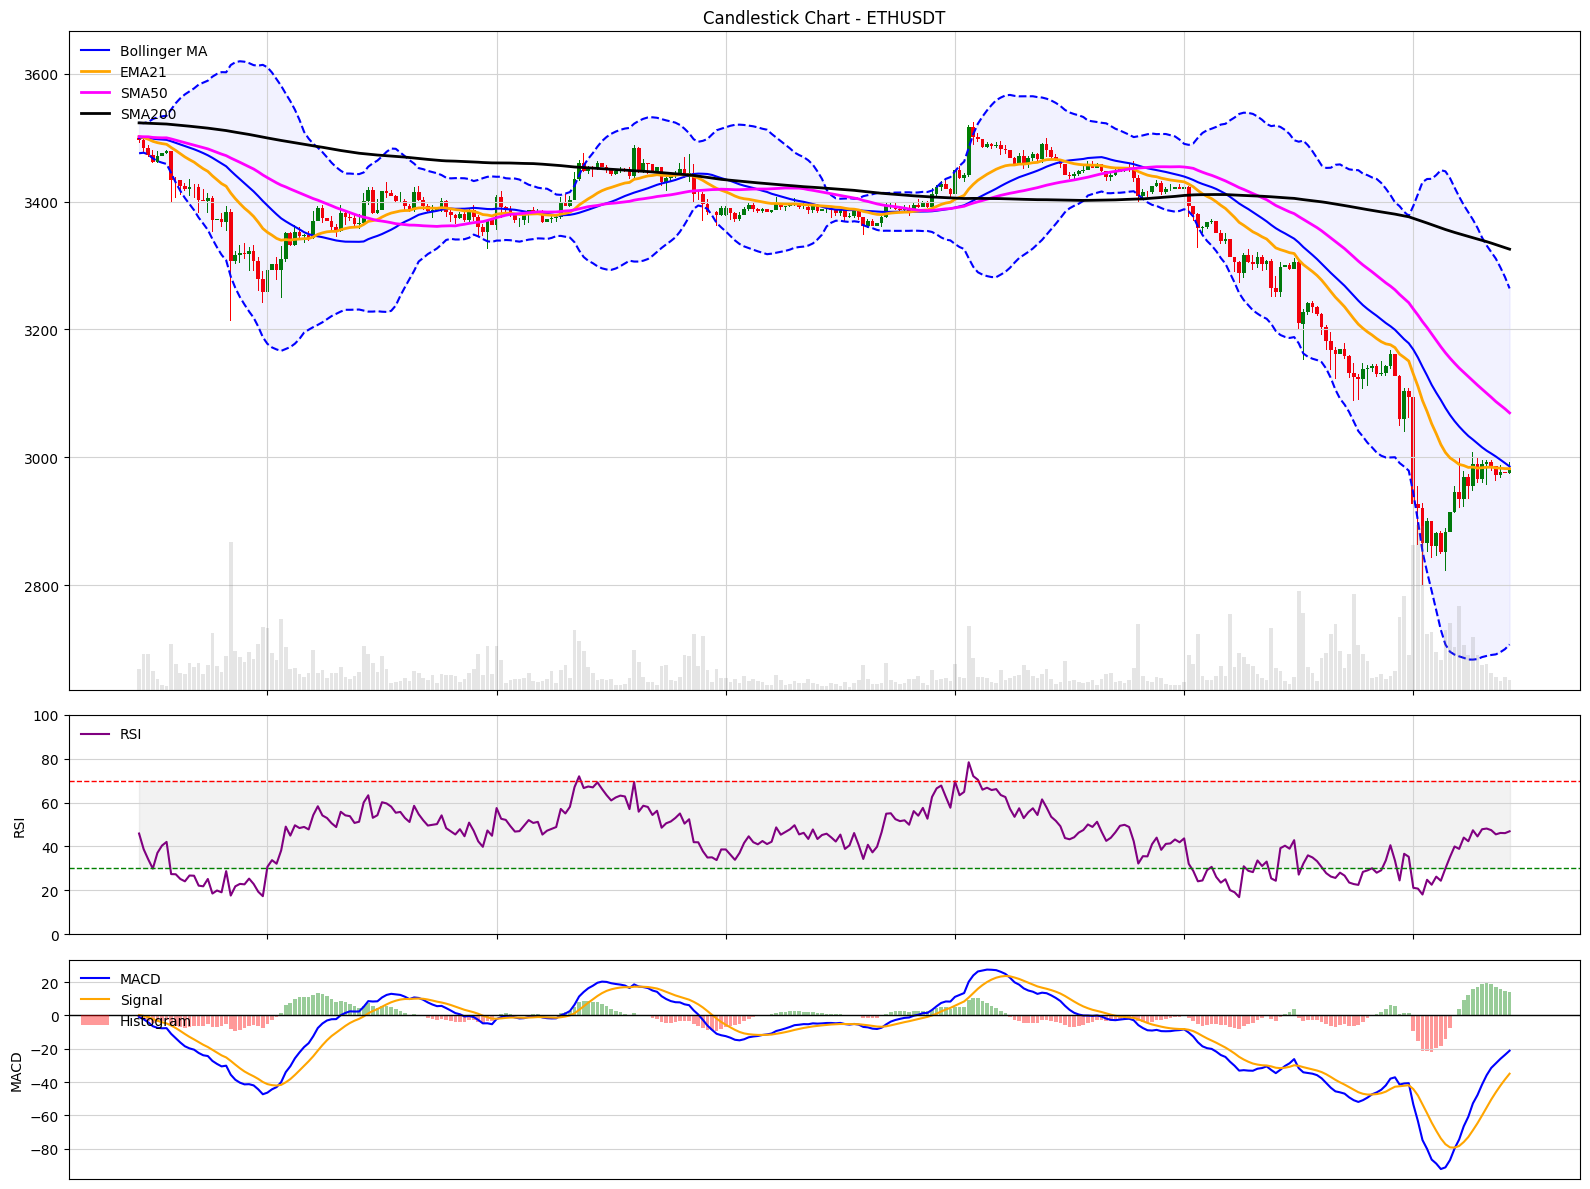 Candlestick Chart - ETHUSDT
Bollinger MA
EMA21
SMA50
SMA200
3600
3400
3200
3000
2800
RSI
100
80
60
40
20
0
RSI
MACD
Signal
Histogram
20
0
−20
−40
−60
−80
MACD